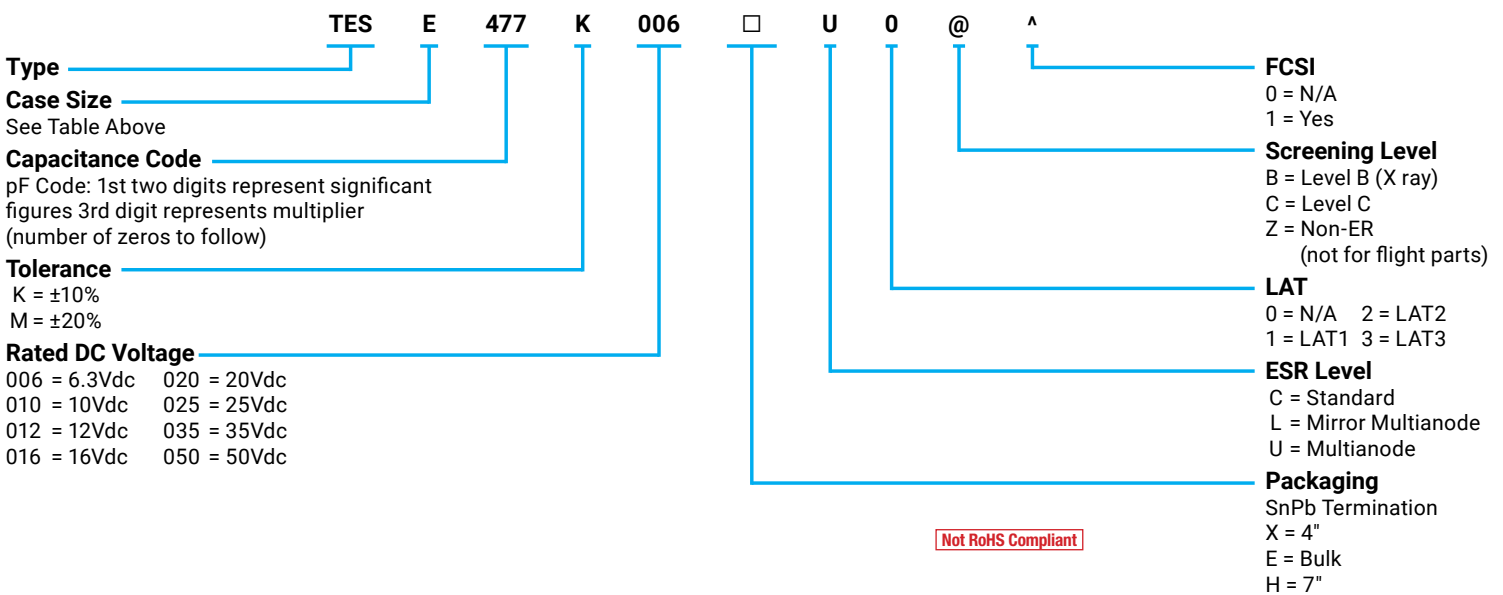 TES E 477 K 006 □ U 0 @ ^
Type
Case Size
See Table Above
Capacitance Code
pF Code: 1st two digits represent significant
figures 3rd digit represents multiplier
(number of zeros to follow)
Tolerance
K = ±10%
M = ±20%
Rated DC Voltage
006 = 6.3Vdc 020 = 20Vdc
010 = 10Vdc 025 = 25Vdc
012 = 12Vdc 035 = 35Vdc
016 = 16Vdc 050 = 50Vdc
FCSI
0 = N/A
1 = Yes
Screening Level
B = Level B (X ray)
C = Level C
Z = Non-ER
(not for flight parts)
LAT
0 = N/A 2 = LAT2
1 = LAT1 3 = LAT3
ESR Level
C = Standard
L = Mirror Multianode
U = Multianode
Packaging
SnPb Termination
X = 4"
E = Bulk
H = 7"
Not RoHS Compliant